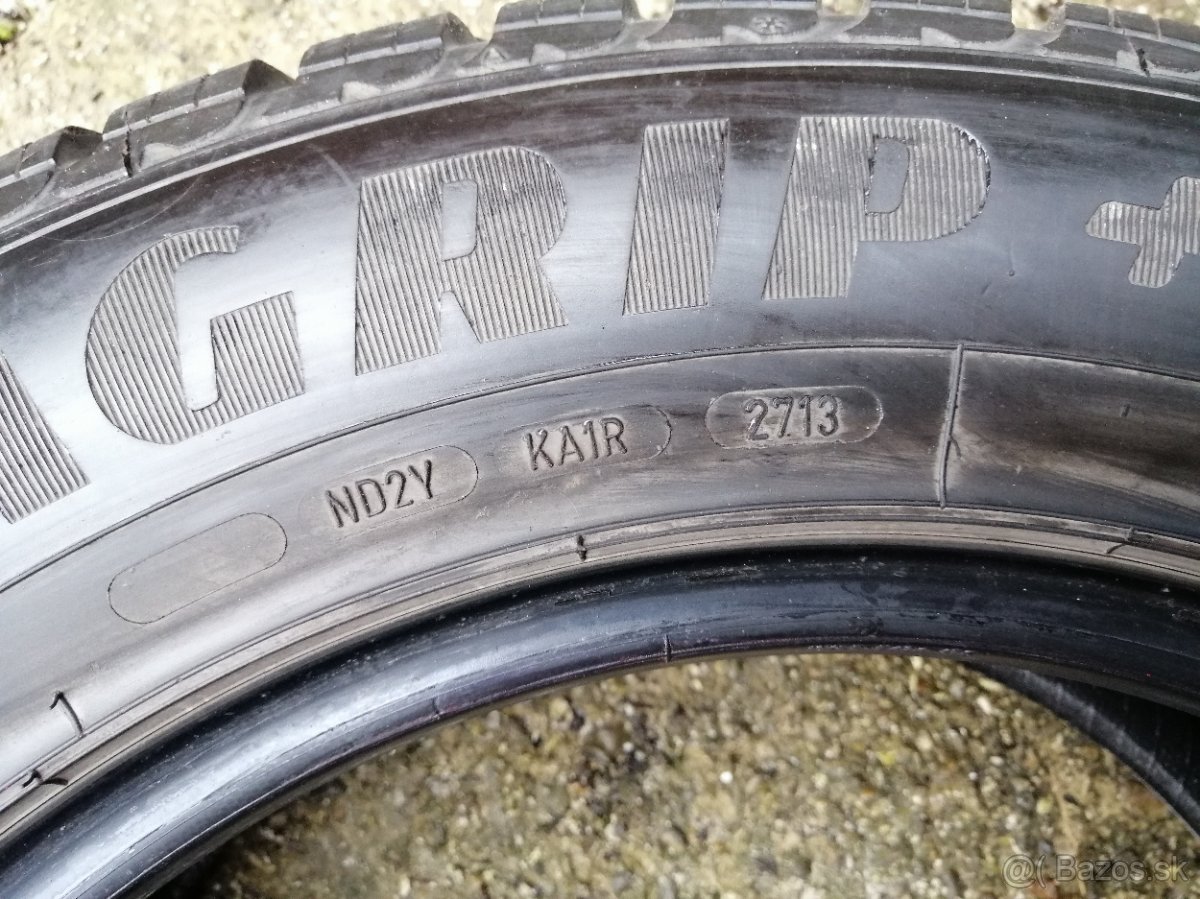 GRIP +
ND2Y KA1R 2713
@( Bazos.sk